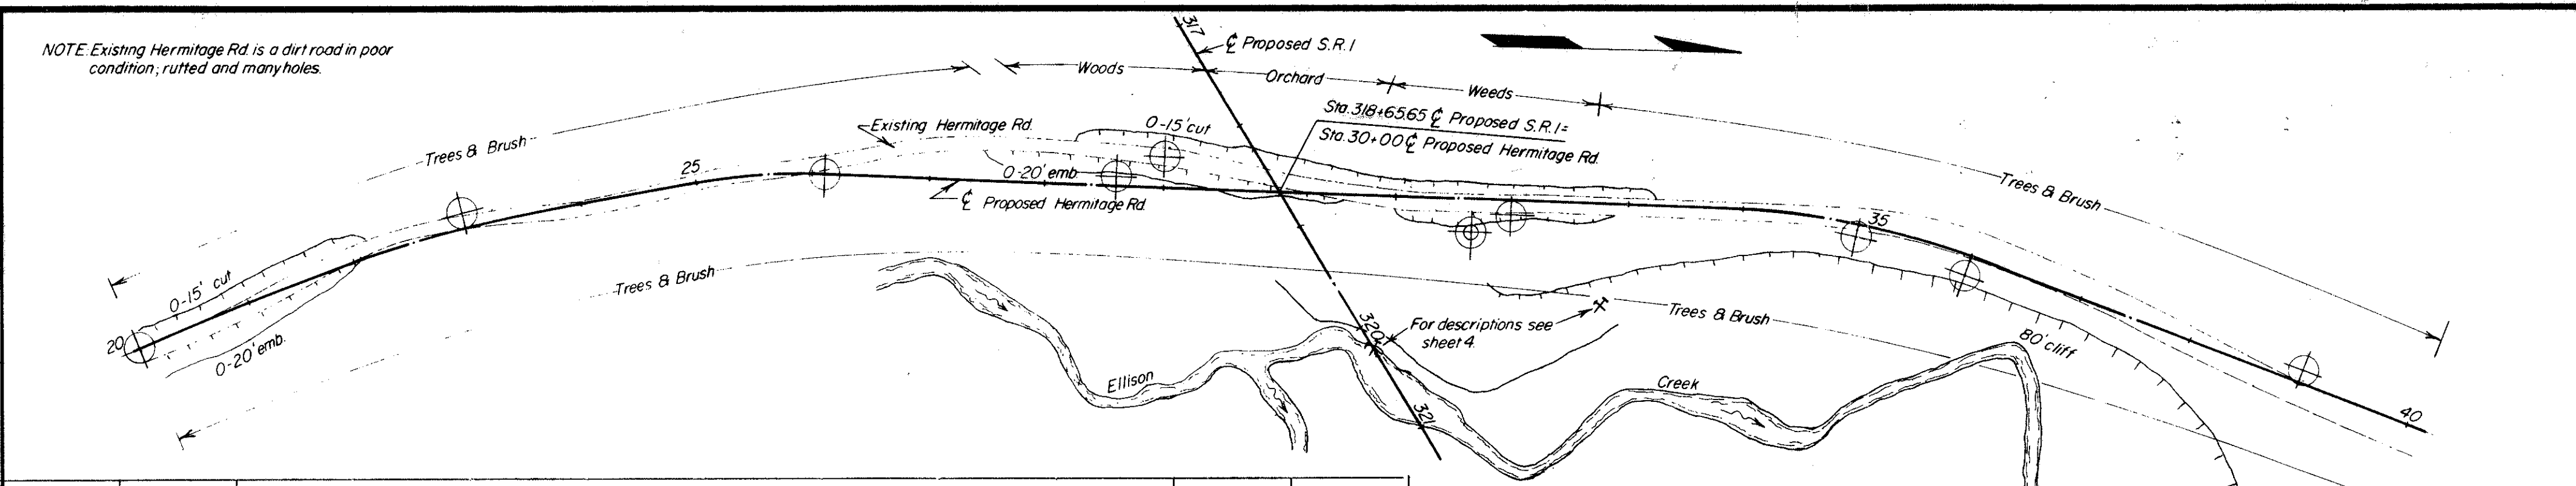 NOTE: Existing Hermitage Rd. is a dirt road in poor
condition; rutted and many holes.
317
℄ Proposed S.R. 1
Woods
Orchard
Weeds
Trees & Brush
Existing Hermitage Rd.
0-15' cut
Sta. 318+65.65 ℄ Proposed S.R. 1 =
Sta. 30+00 ℄ Proposed Hermitage Rd.
25
0-20' emb.
℄ Proposed Hermitage Rd.
Trees & Brush
35
0-15' cut
Trees & Brush
20
0-20' emb.
320
For descriptions see
sheet 4.
Trees & Brush
80' cliff
Ellison
Creek
321
40